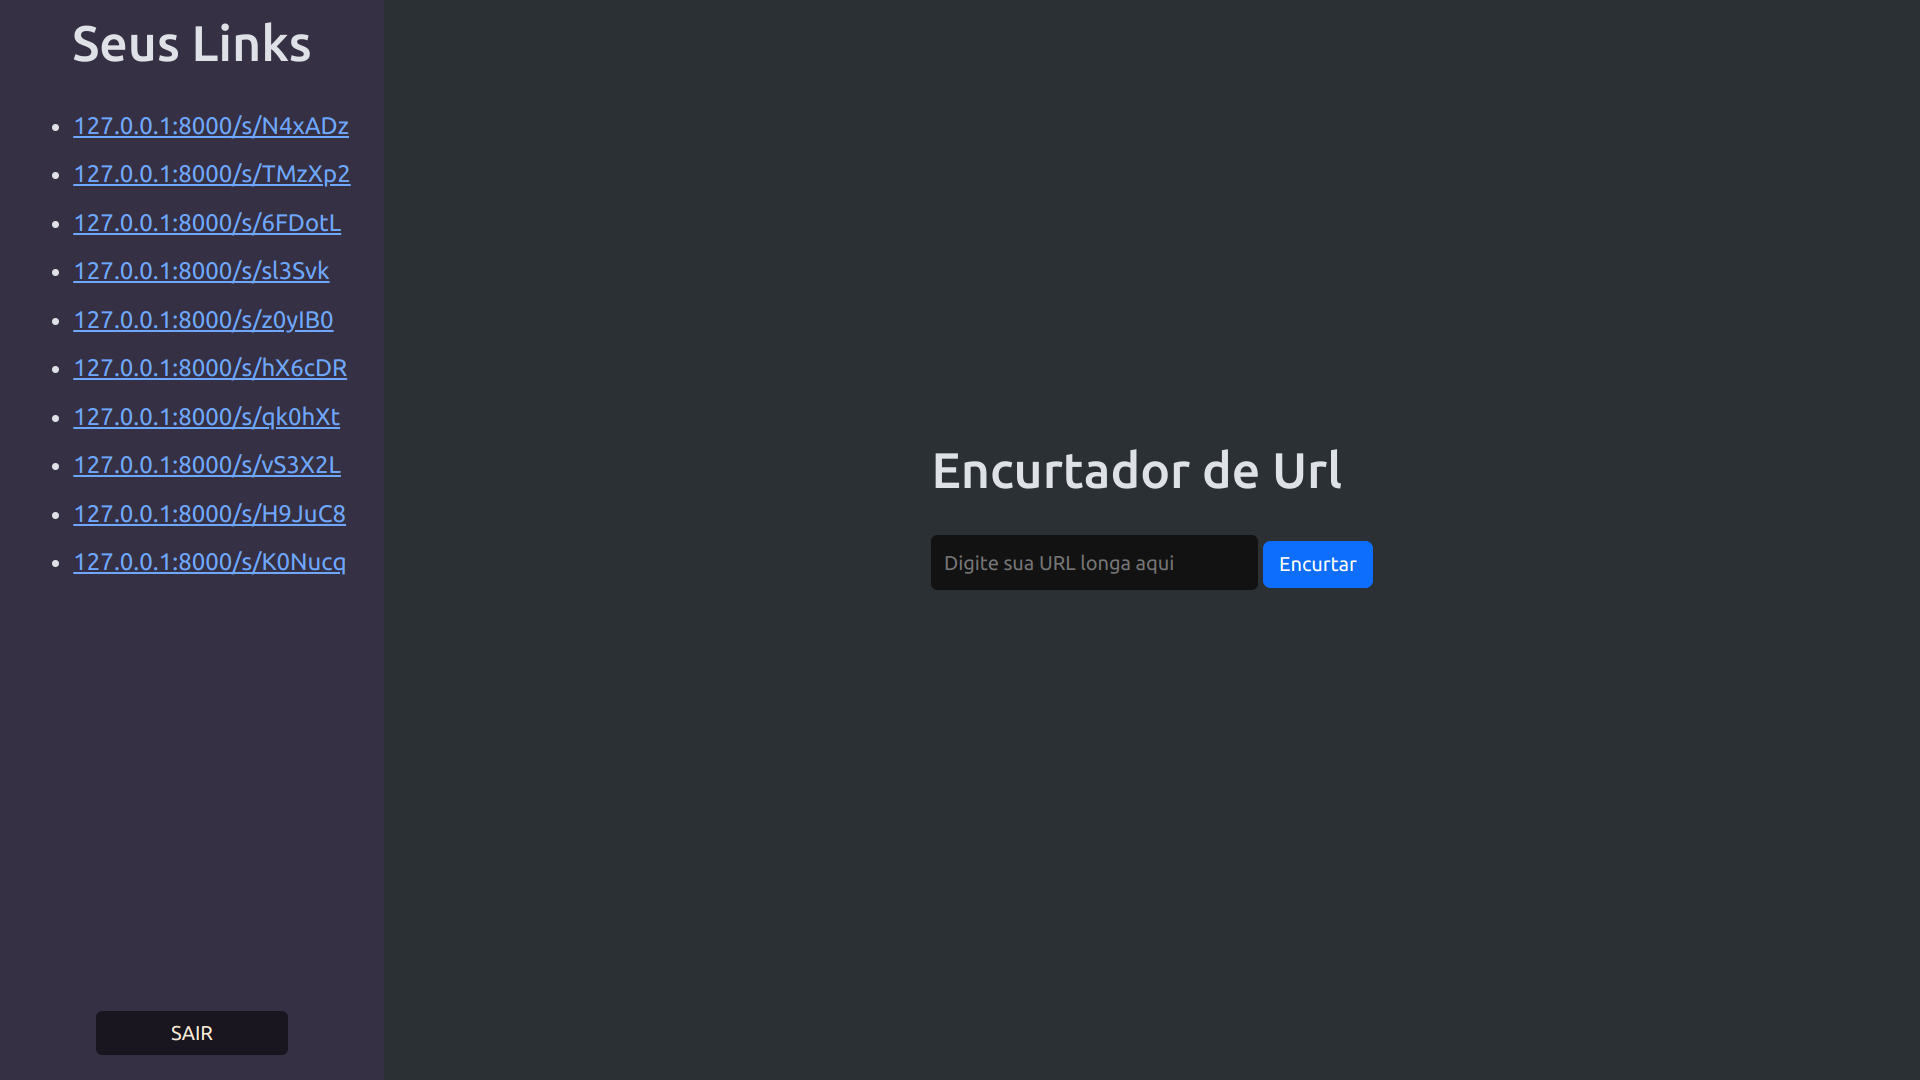 Seus Links
127.0.0.1:8000/s/N4xADz
127.0.0.1:8000/s/TMzXp2
127.0.0.1:8000/s/6FDotL
127.0.0.1:8000/s/sl3Svk
127.0.0.1:8000/s/z0yIB0
127.0.0.1:8000/s/hX6cDR
127.0.0.1:8000/s/qk0hXt
127.0.0.1:8000/s/vS3X2L
127.0.0.1:8000/s/H9JuC8
127.0.0.1:8000/s/K0Nucq
SAIR
Encurtador de Url
Digite sua URL longa aqui
Encurtar